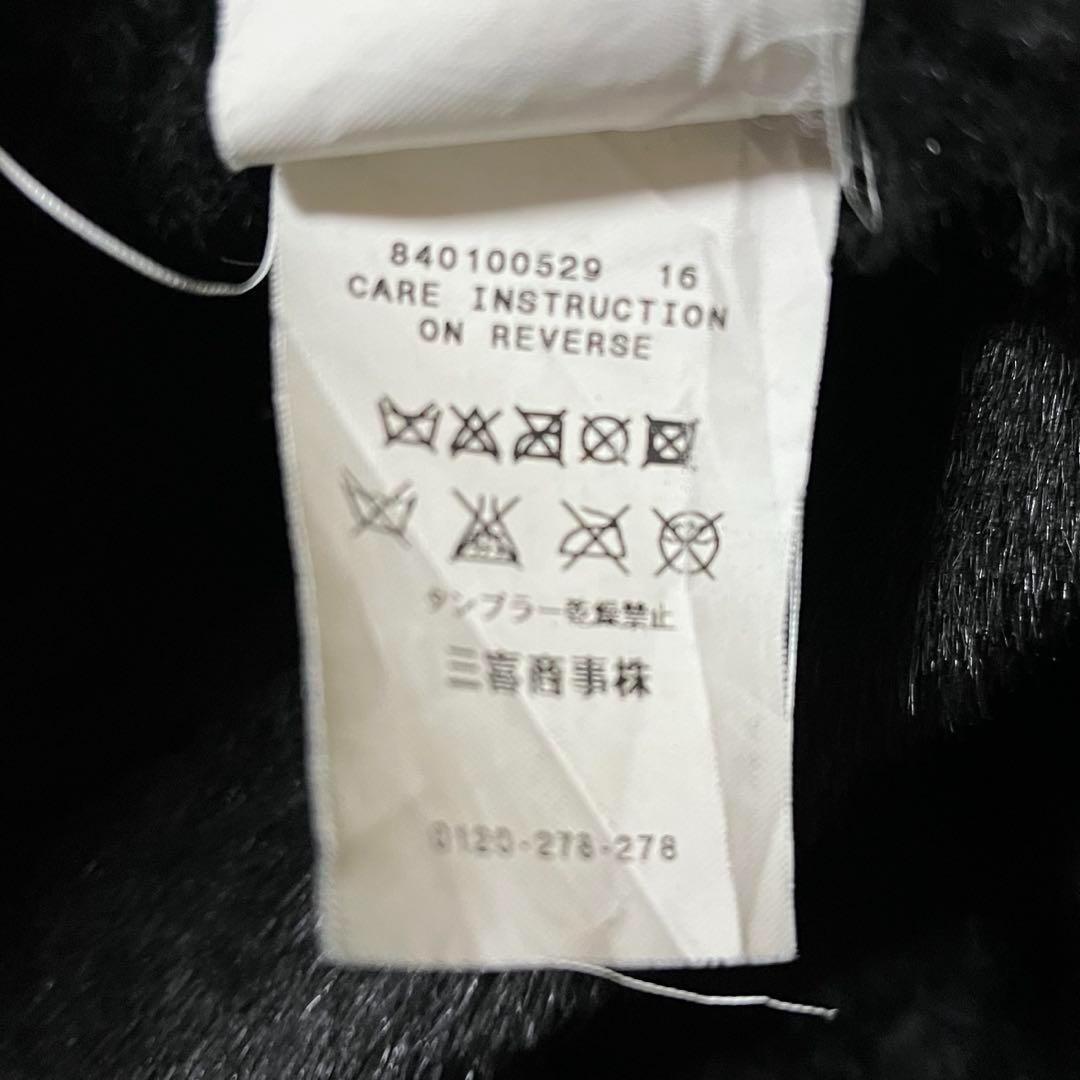 840100529 16
CARE INSTRUCTION
ON REVERSE
タンブラー乾燥禁止
三喜商事株
0120-278-278